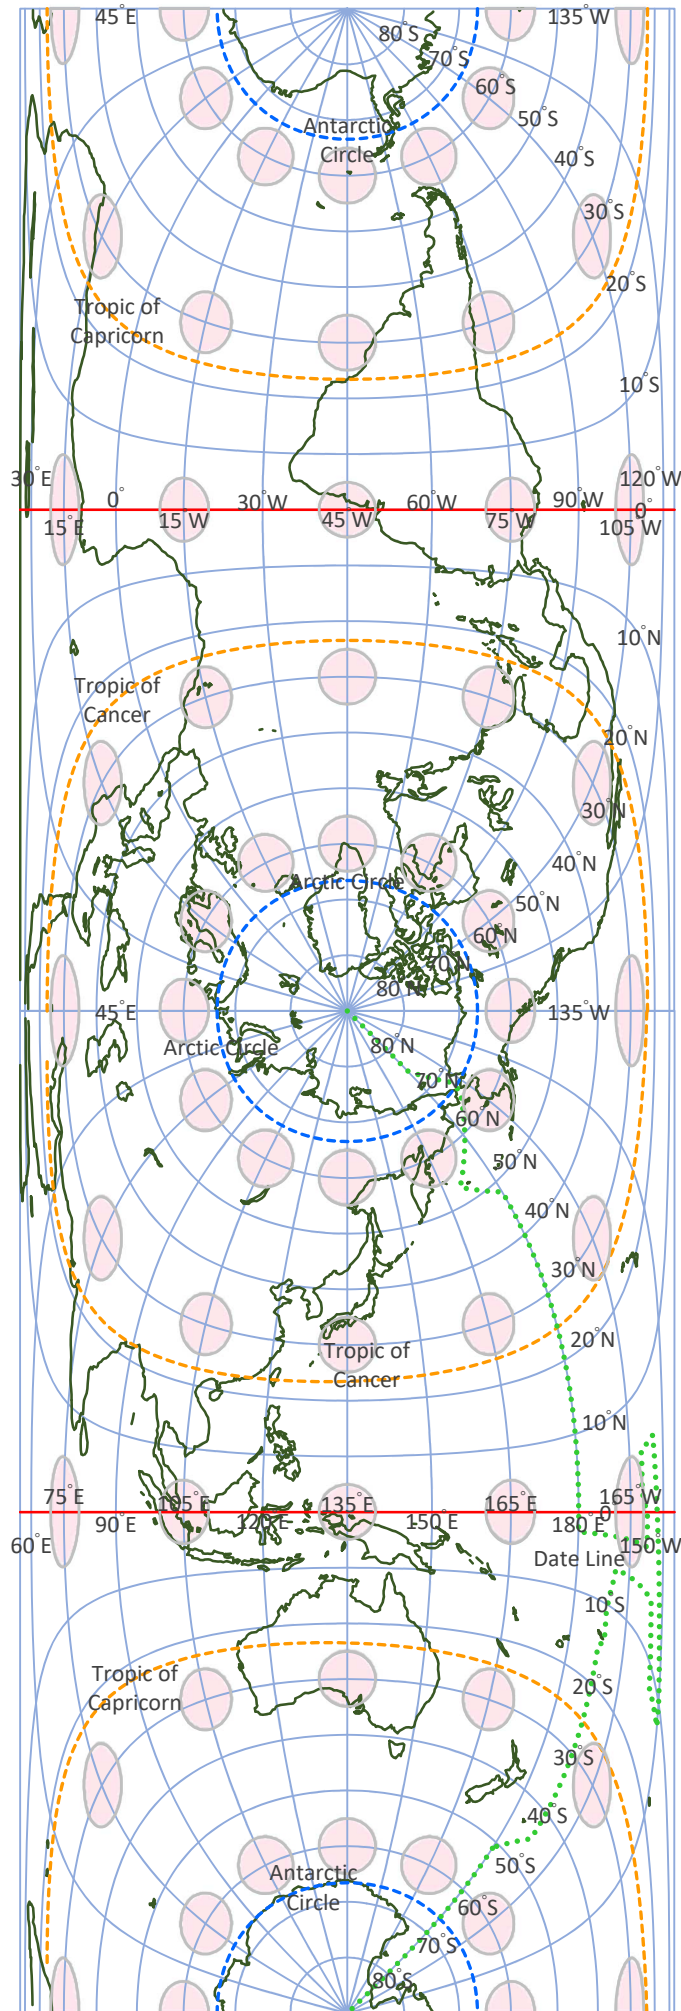 45°E
135°W
80°S
70°S
60°S
50°S
Antarctic
Circle
40°S
30°S
20°S
Tropic of
Capricorn
10°S
30°E
120°W
0°
30°W
60°W
90°W
0°
15°E
15°W
45°W
75°W
105°W
10°N
Tropic of
Cancer
20°N
30°N
40°N
Arctic Circle
50°N
60°N
70°N
80°N
45°E
135°W
Arctic Circle
80°N
70°N
60°N
50°N
40°N
30°N
20°N
Tropic of
Cancer
10°N
75°E
105°E
135°E
165°E
165°W
0°
60°E
90°E
120°E
150°E
180°E
150°W
Date Line
10°S
Tropic of
Capricorn
20°S
30°S
40°S
50°S
Antarctic
Circle
60°S
70°S
80°S